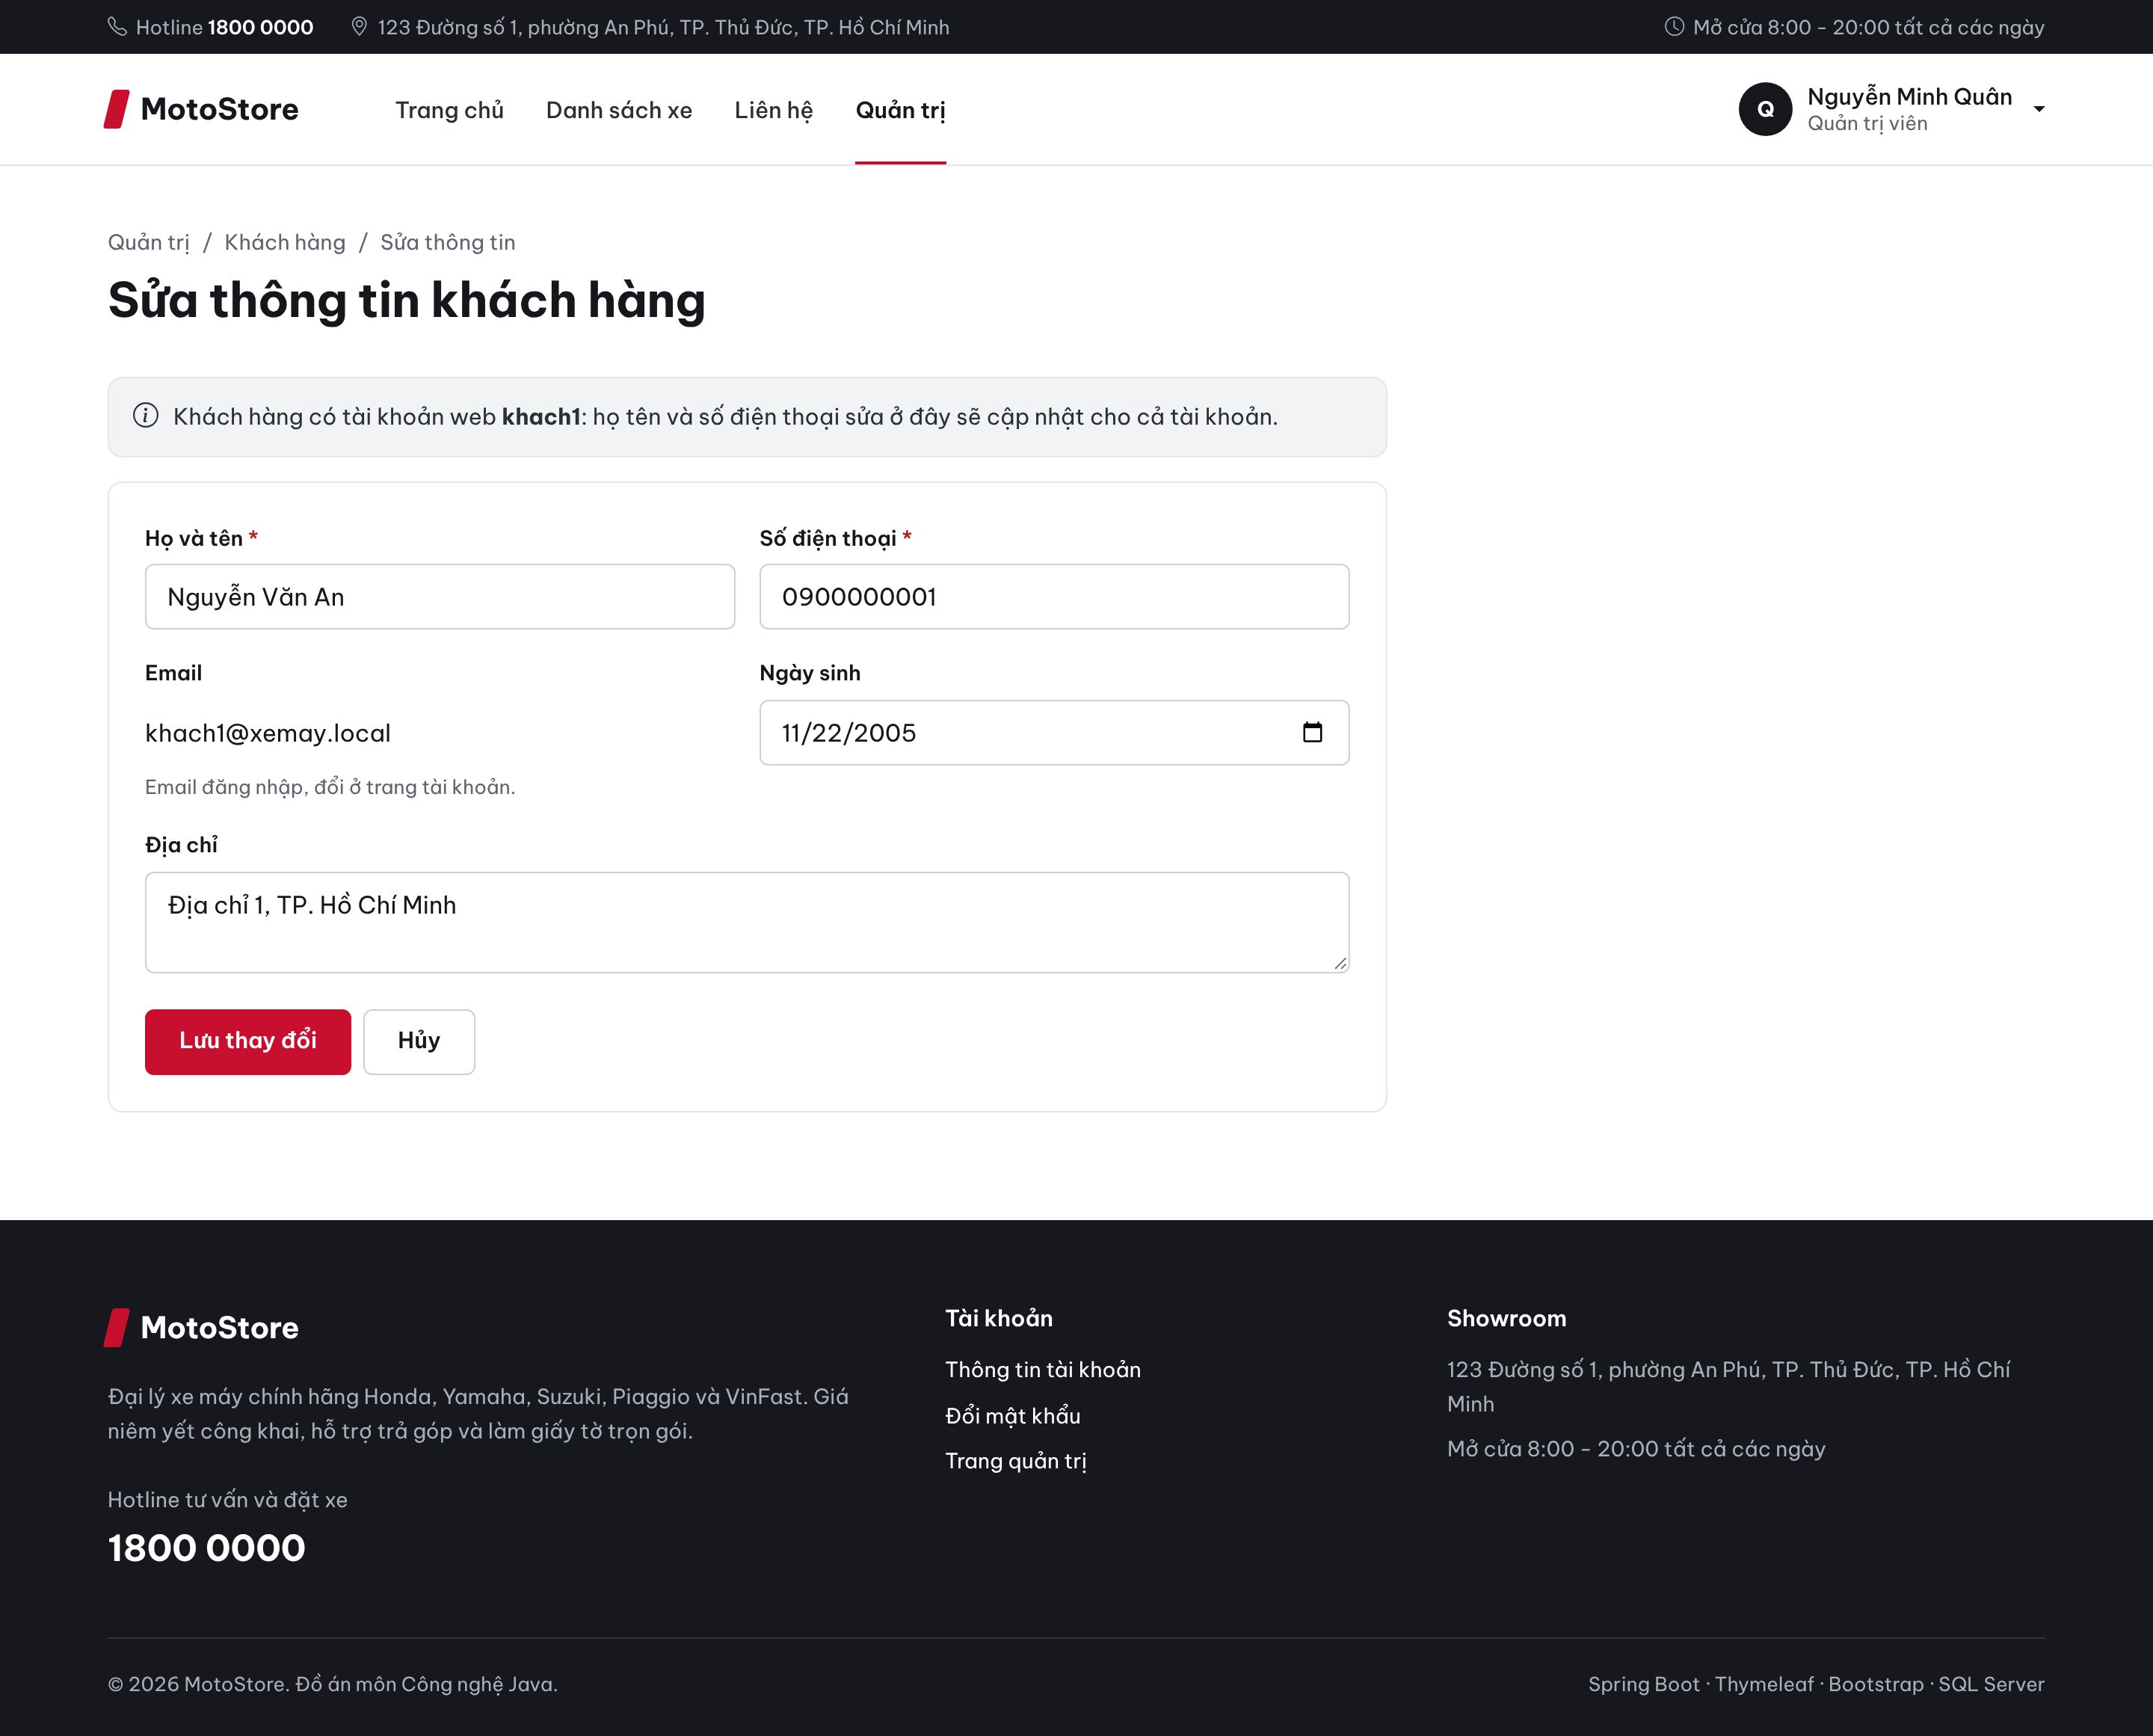 Hotline 1800 0000
123 Đường số 1, phường An Phú, TP. Thủ Đức, TP. Hồ Chí Minh
Mở cửa 8:00 - 20:00 tất cả các ngày
MotoStore
Trang chủ
Danh sách xe
Liên hệ
Quản trị
Q
Nguyễn Minh Quân
Quản trị viên
Quản trị / Khách hàng / Sửa thông tin
Sửa thông tin khách hàng
Khách hàng có tài khoản web khach1: họ tên và số điện thoại sửa ở đây sẽ cập nhật cho cả tài khoản.
Họ và tên *
Nguyễn Văn An
Số điện thoại *
0900000001
Email
khach1@xemay.local
Email đăng nhập, đổi ở trang tài khoản.
Ngày sinh
11/22/2005
Địa chỉ
Địa chỉ 1, TP. Hồ Chí Minh
Lưu thay đổi
Hủy
MotoStore
Đại lý xe máy chính hãng Honda, Yamaha, Suzuki, Piaggio và VinFast. Giá
niêm yết công khai, hỗ trợ trả góp và làm giấy tờ trọn gói.
Hotline tư vấn và đặt xe
1800 0000
Tài khoản
Thông tin tài khoản
Đổi mật khẩu
Trang quản trị
Showroom
123 Đường số 1, phường An Phú, TP. Thủ Đức, TP. Hồ Chí
Minh
Mở cửa 8:00 - 20:00 tất cả các ngày
© 2026 MotoStore. Đồ án môn Công nghệ Java.
Spring Boot · Thymeleaf · Bootstrap · SQL Server